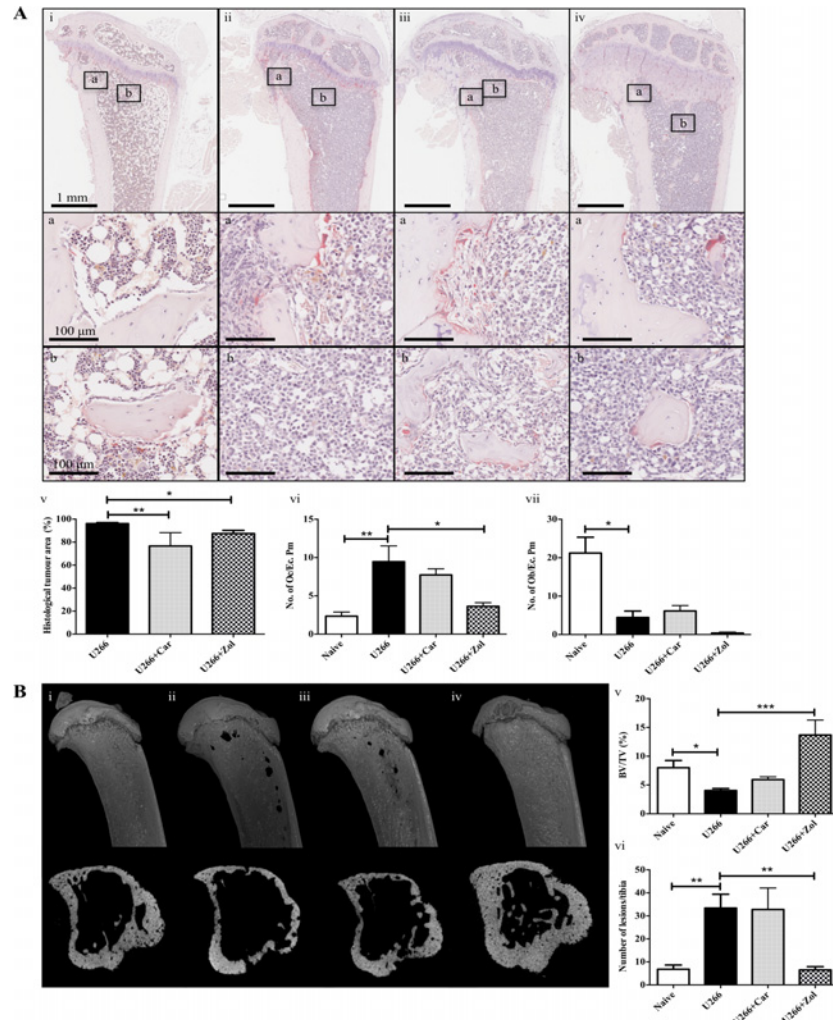 A
i ii iii iv
a a
b b b a
a b
1 mm
a a a a
100 µm
b b b b
100 µm
v vi vii
Histological tumour area (%)
100
80
60
40
20
0
* 
**
U266
U266+Car
U266+Zol
No. of Oc/Ec. Pm
15
10
5
0
** *
Naive
U266
U266+Car
U266+Zol
No. of Ob/Ec. Pm
30
20
10
0
*
Naive
U266
U266+Car
U266+Zol
B
i ii iii iv
v
BV/TV (%)
20
15
10
5
0
***
*
Naive
U266
U266+Car
U266+Zol
vi
Number of lesions/tibia
50
40
30
20
10
0
** **
Naive
U266
U266+Car
U266+Zol